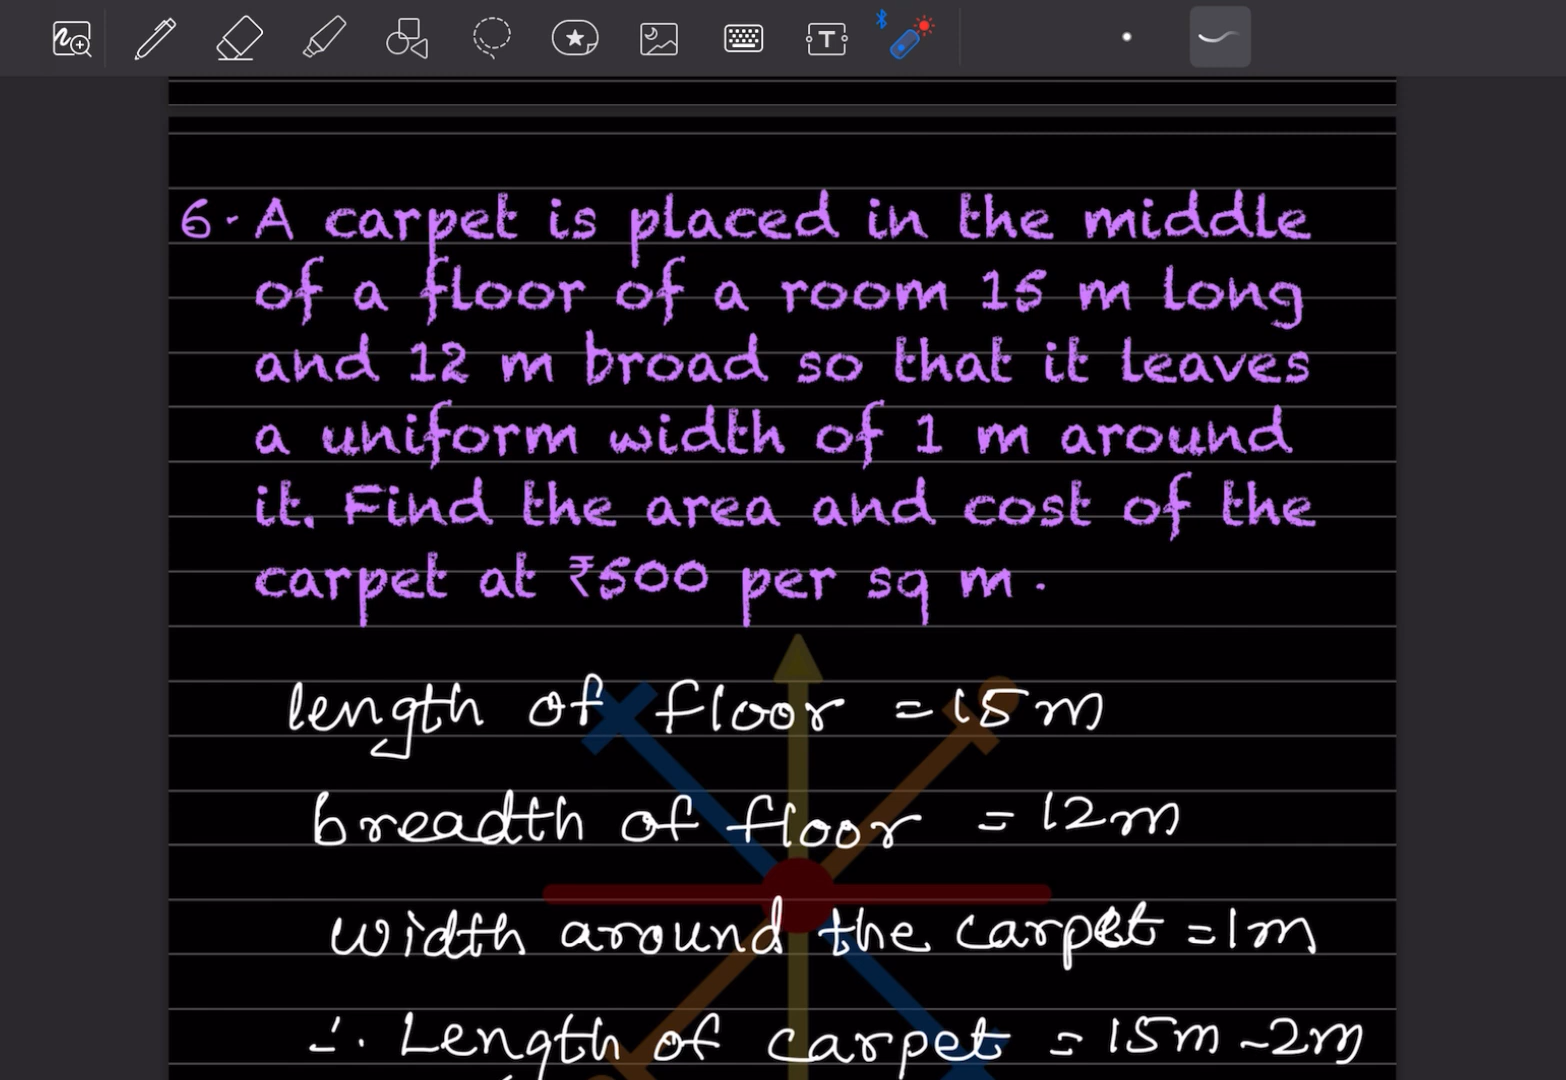 6. A carpet is placed in the middle
of a floor of a room 15 m long
and 12 m broad so that it leaves
a uniform width of 1 m around
it. Find the area and cost of the
carpet at ₹500 per sq m.
length of floor = 15m
breadth of floor = 12m
width around the carpet = 1m
∴ Length of carpet = 15m - 2m